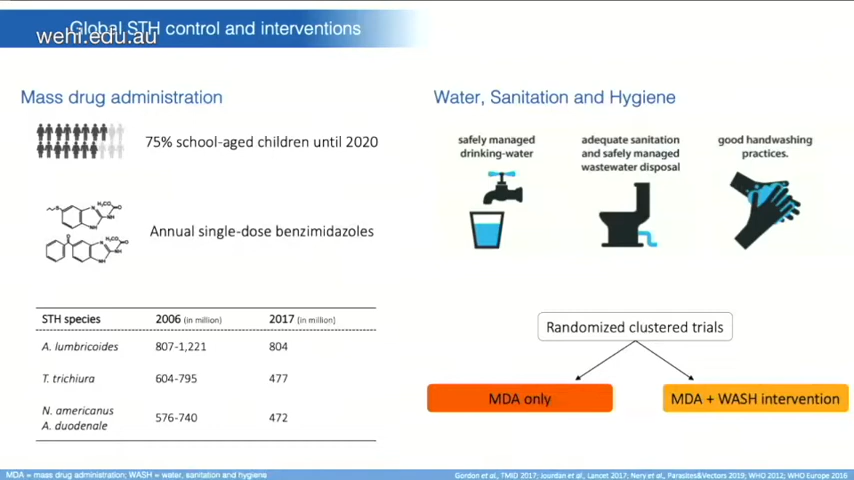 Global STH control and interventions
wehi.edu.au
Mass drug administration
75% school-aged children until 2020
Annual single-dose benzimidazoles
STH species 2006 (in million) 2017 (in million)
A. lumbricoides 807-1,221 804
T. trichiura 604-795 477
N. americanus
A. duodenale 576-740 472
Water, Sanitation and Hygiene
safely managed
drinking-water
adequate sanitation
and safely managed
wastewater disposal
good handwashing
practices.
Randomized clustered trials
MDA only
MDA + WASH intervention
MDA = mass drug administration; WASH = water, sanitation and hygiene
Gordon et al., TMID 2017; Jourdan et al., Lancet 2017; Nery et al., Parasites&Vectors 2019; WHO 2012; WHO Europe 2016